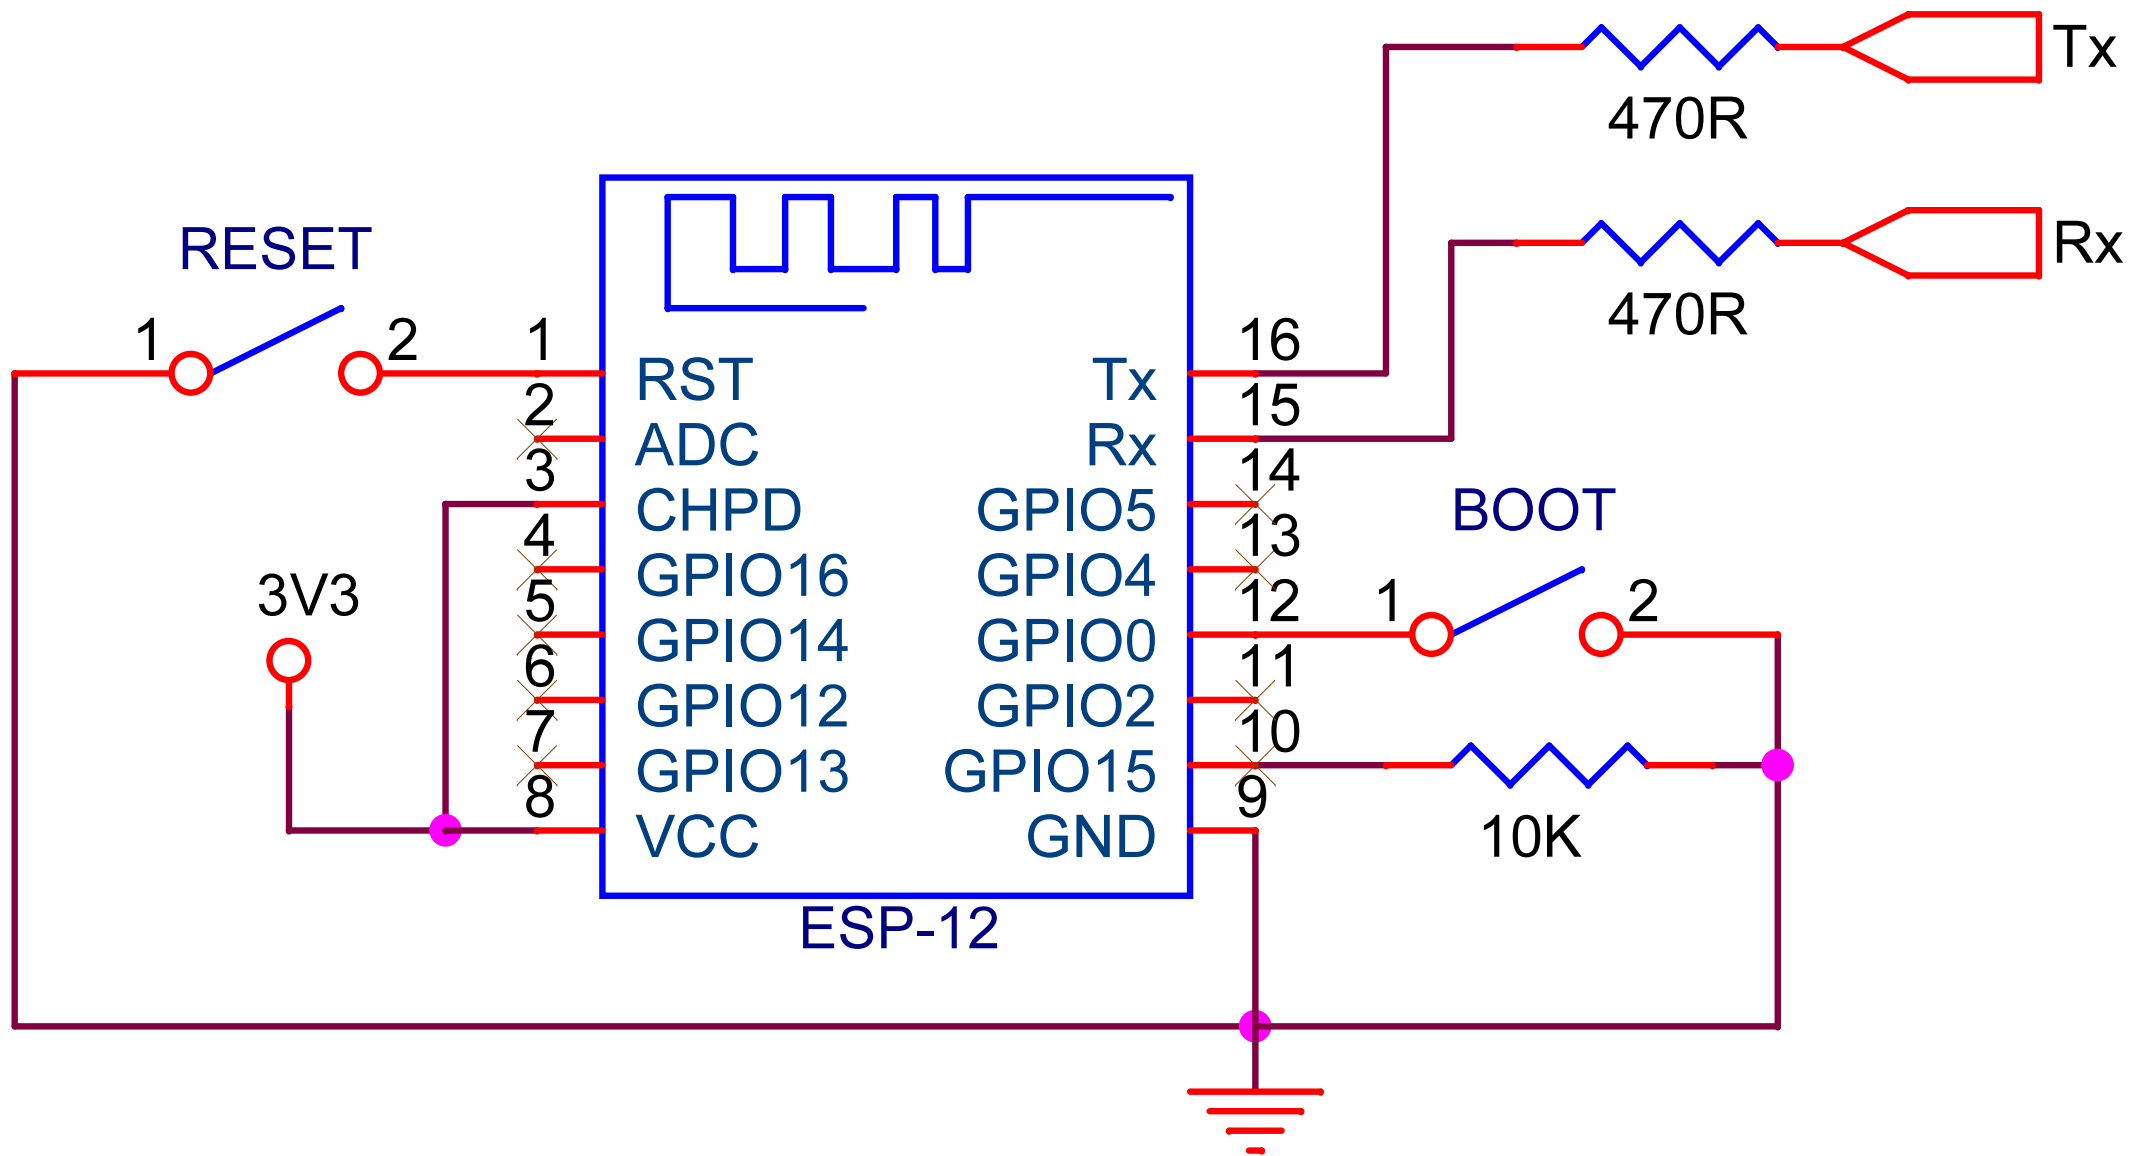 Tx
470R
Rx
470R
RESET
1 2
1 RST
2 ADC
3 CHPD
4 GPIO16
5 GPIO14
6 GPIO12
7 GPIO13
8 VCC
16 Tx
15 Rx
14 GPIO5
13 GPIO4
12 GPIO0
11 GPIO2
10 GPIO15
9 GND
BOOT
1 2
3V3
10K
ESP-12